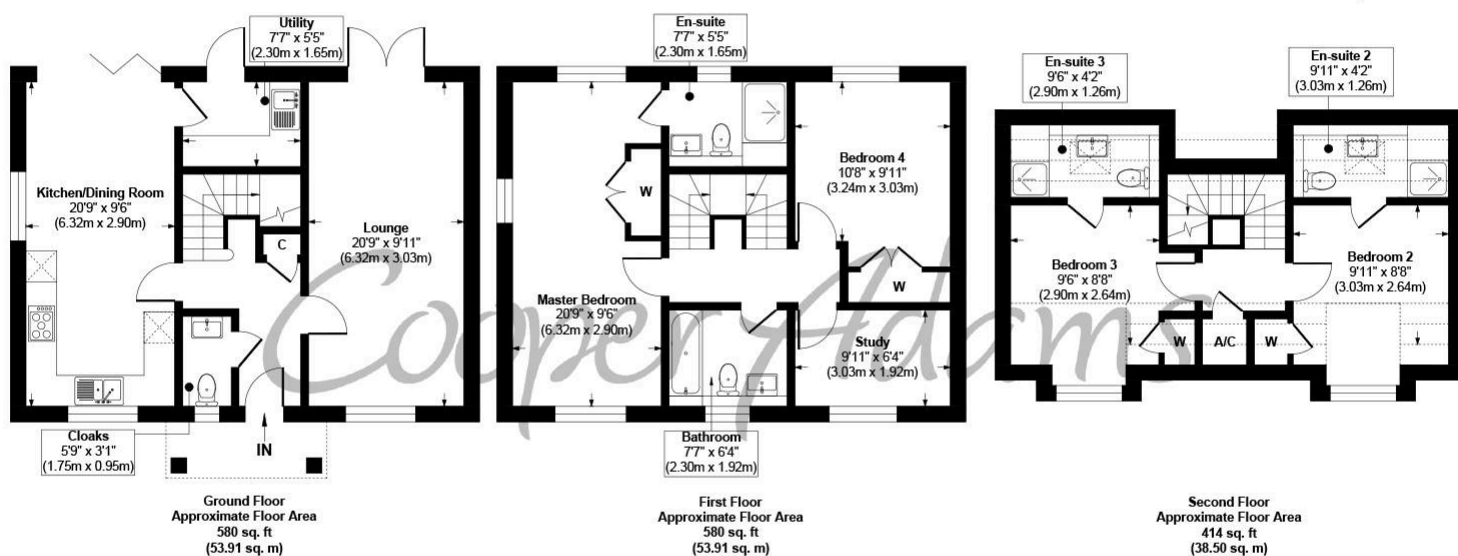 Utility
7'7" x 5'5"
(2.30m x 1.65m)
Kitchen/Dining Room
20'9" x 9'6"
(6.32m x 2.90m)
C
Lounge
20'9" x 9'11"
(6.32m x 3.03m)
Cloaks
5'9" x 3'1"
(1.75m x 0.95m)
IN
Ground Floor
Approximate Floor Area
580 sq. ft
(53.91 sq. m)
En-suite
7'7" x 5'5"
(2.30m x 1.65m)
W
Bedroom 4
10'8" x 9'11"
(3.24m x 3.03m)
W
Master Bedroom
20'9" x 9'6"
(6.32m x 2.90m)
Study
9'11" x 6'4"
(3.03m x 1.92m)
Bathroom
7'7" x 6'4"
(2.30m x 1.92m)
First Floor
Approximate Floor Area
580 sq. ft
(53.91 sq. m)
En-suite 3
9'6" x 4'2"
(2.90m x 1.26m)
En-suite 2
9'11" x 4'2"
(3.03m x 1.26m)
Bedroom 3
9'6" x 8'8"
(2.90m x 2.64m)
Bedroom 2
9'11" x 8'8"
(3.03m x 2.64m)
W
A/C
W
Second Floor
Approximate Floor Area
414 sq. ft
(38.50 sq. m)
Cooper Adams